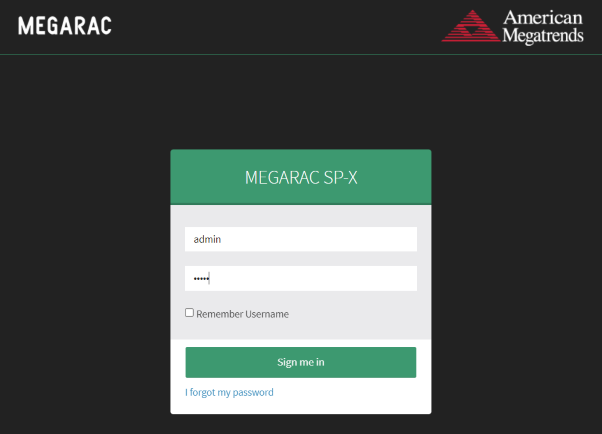 MEGARAC
American
Megatrends
MEGARAC SP-X
admin
•••••
Remember Username
Sign me in
I forgot my password